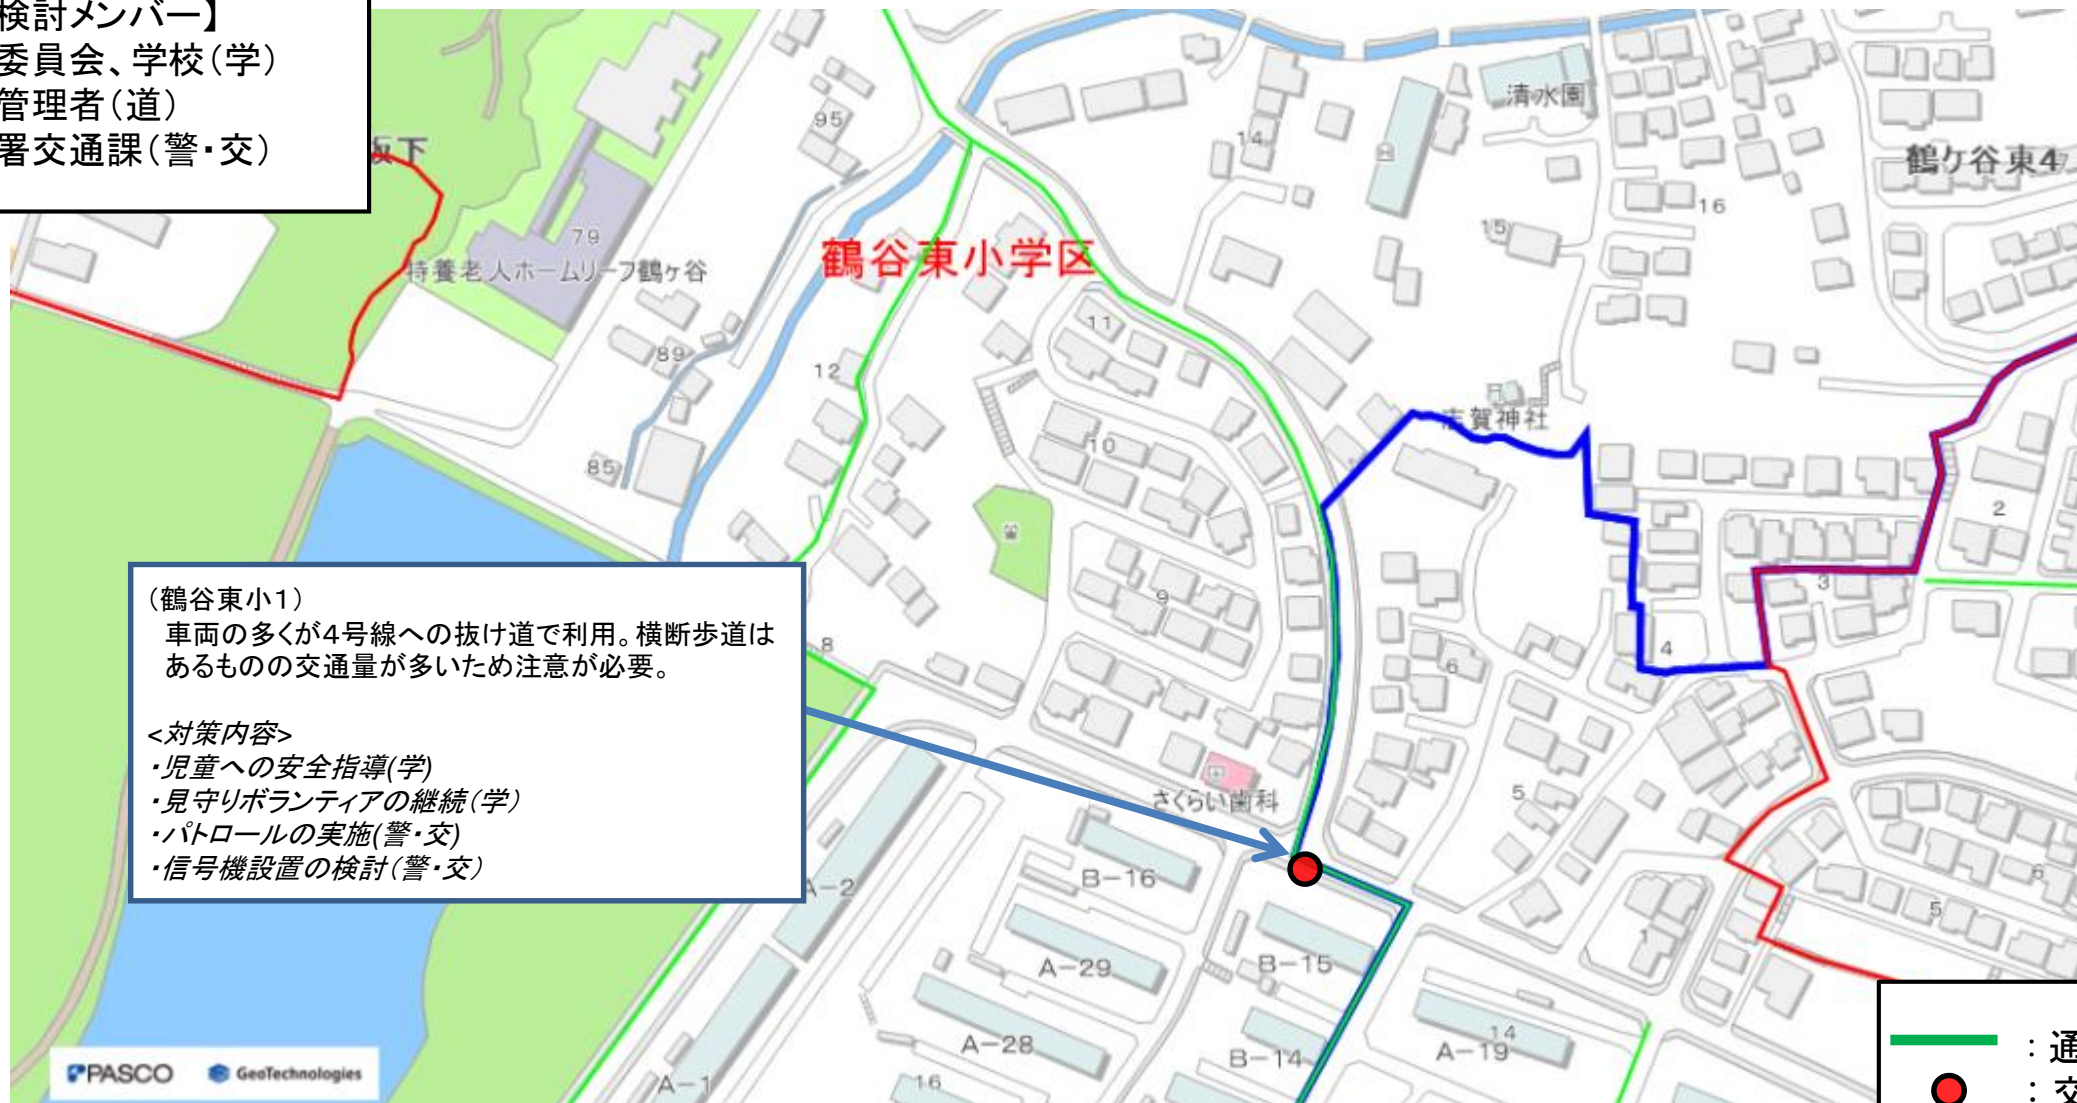 検討メンバー】
委員会、学校(学)
管理者(道)
署交通課(警・交)
坂下
95
79
特養老人ホームリーフ鶴ヶ谷
89
85
12
鶴谷東小学区
11
10
9
8
14
清水園
15
16
鶴ケ谷東4
志賀神社
2
3
4
6
5
さくらい歯科
(鶴谷東小1)
車両の多くが4号線への抜け道で利用。横断歩道は
あるものの交通量が多いため注意が必要。
<対策内容>
・児童への安全指導(学)
・見守りボランティアの継続(学)
・パトロールの実施(警・交)
・信号機設置の検討(警・交)
A-2
B-16
A-29
B-15
A-28
B-14
A-19
14
16
A-1
1
5
6
PASCO
GeoTechnologies
:通
:交